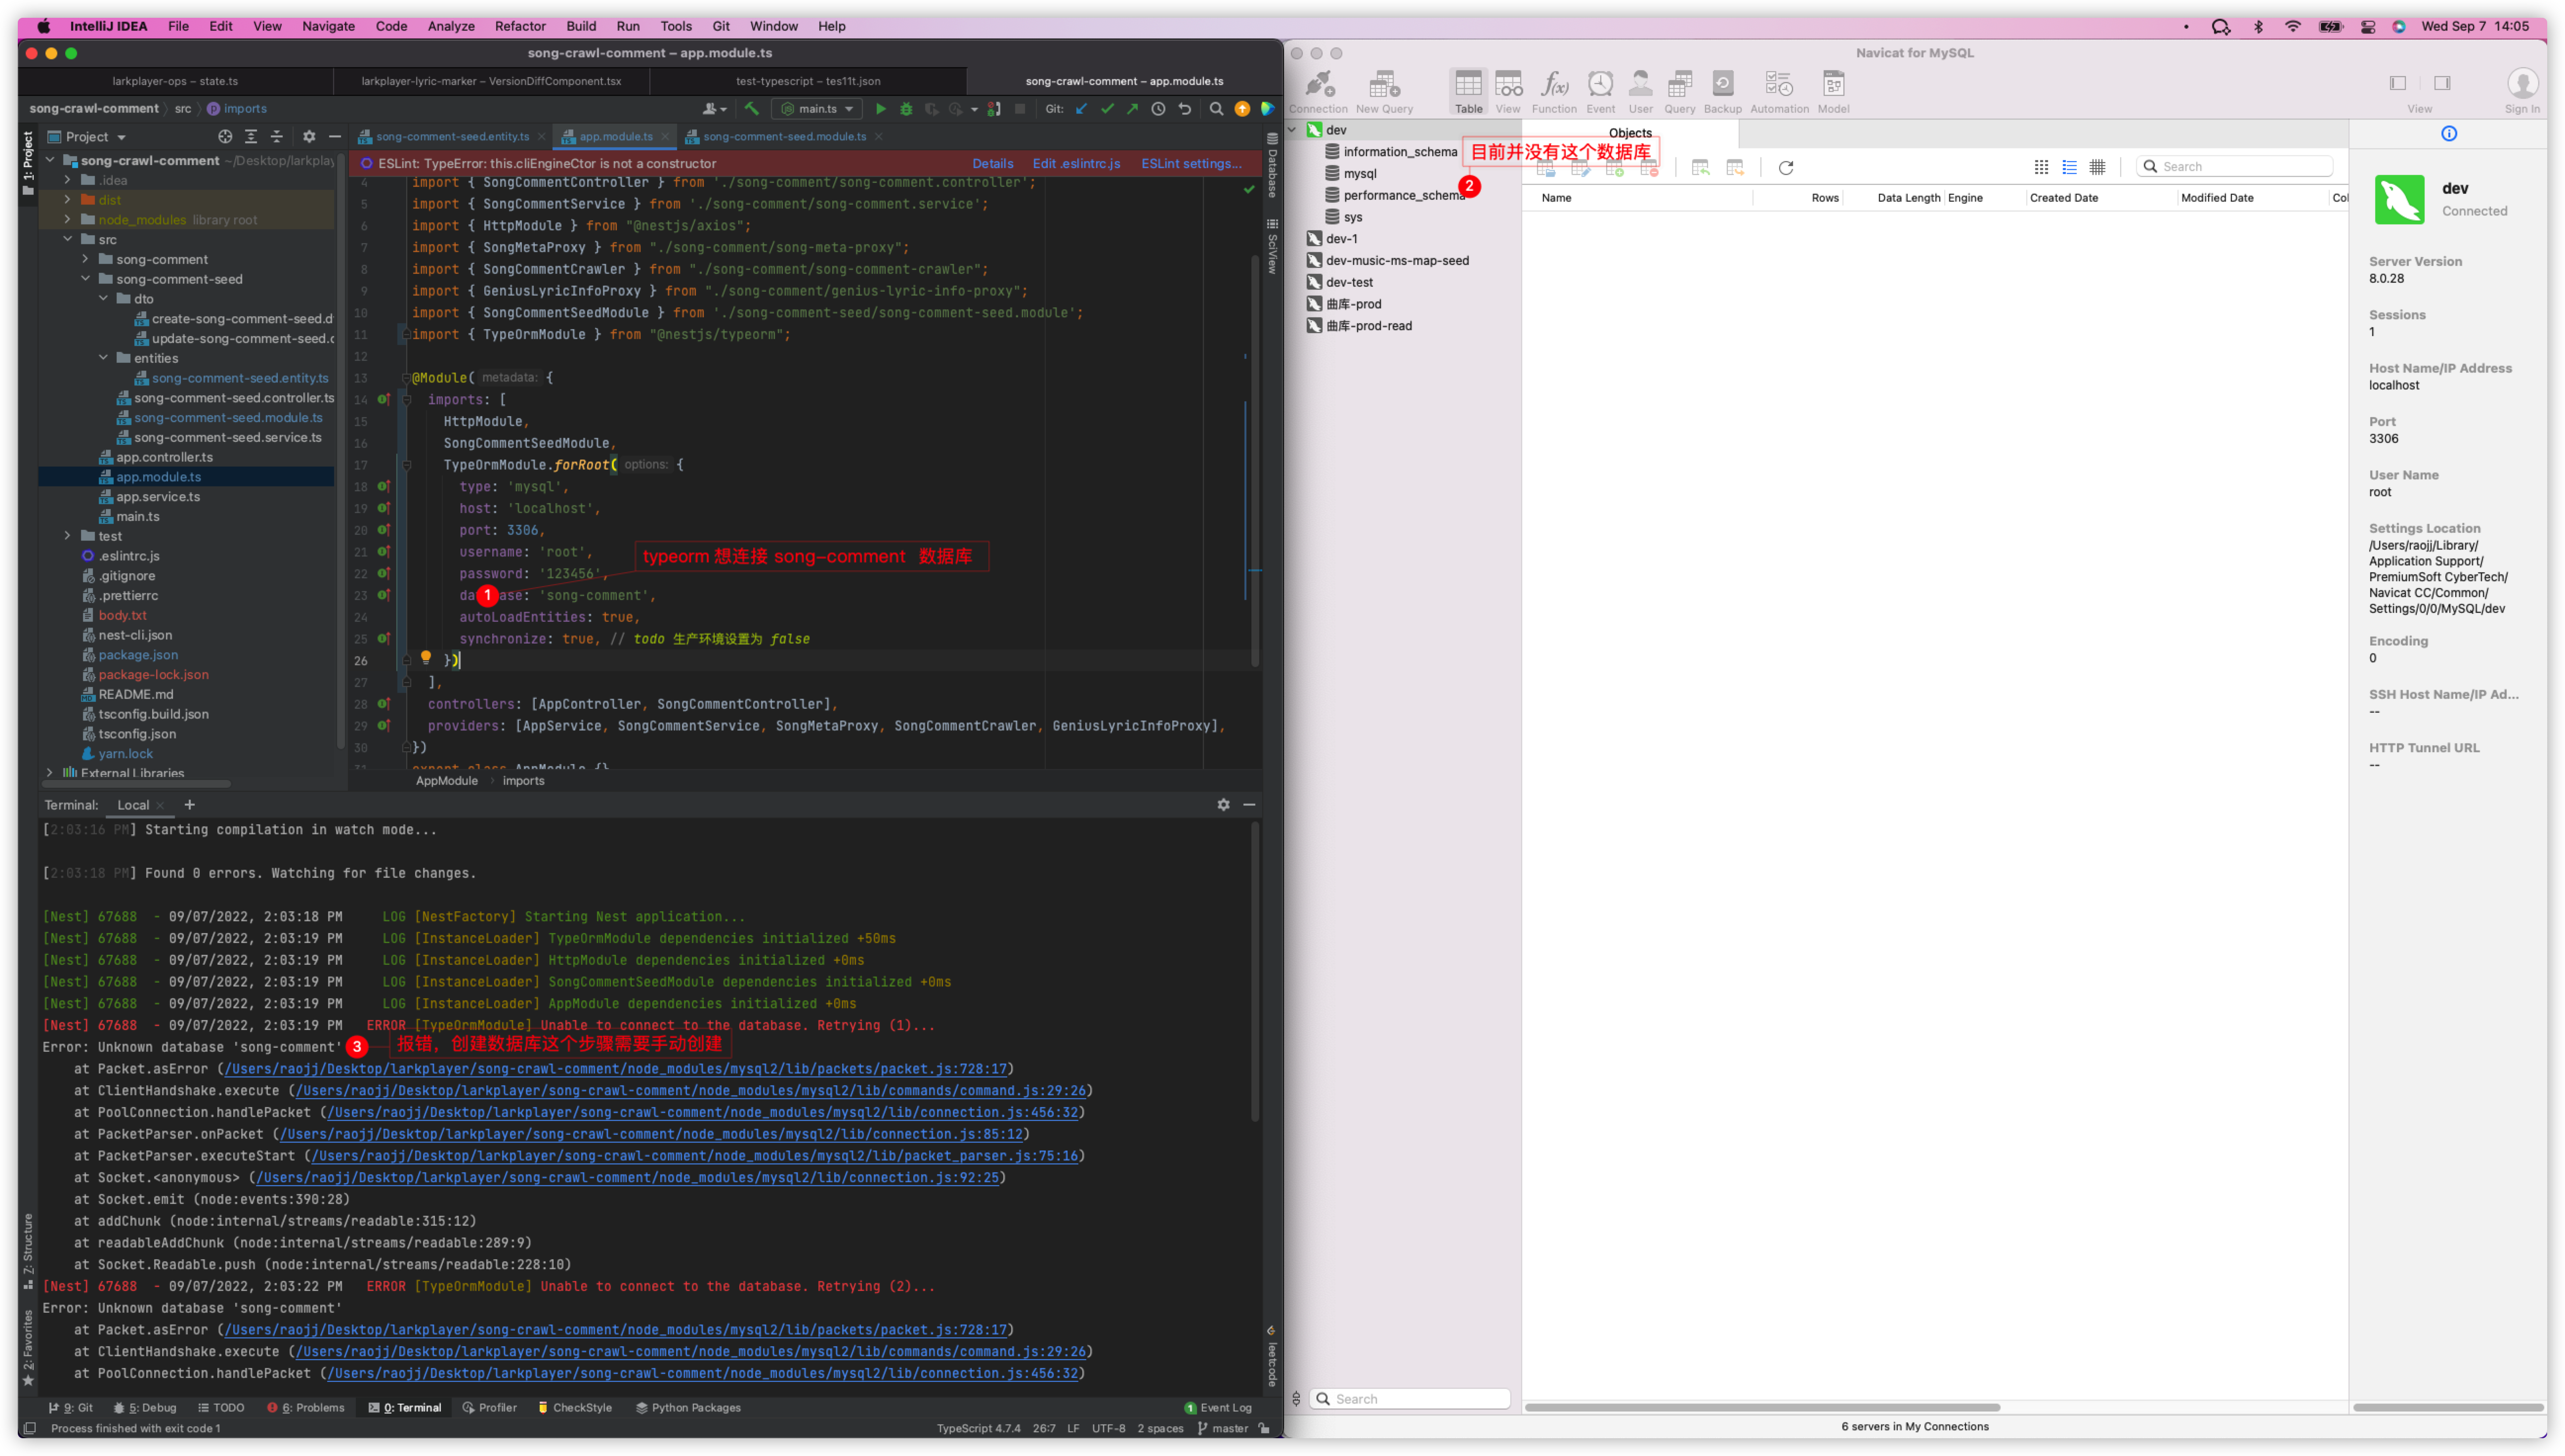 IntelliJ IDEA File Edit View Navigate Code Analyze Refactor Build Run Tools Git Window Help Wed Sep 7 14:05
song-crawl-comment – app.module.ts
larkplayer-ops – state.ts larkplayer-lyric-marker – VersionDiffComponent.tsx test-typescript – tes11t.json song-crawl-comment – app.module.ts
song-crawl-comment src imports main.ts Git:
Project song-comment-seed.entity.ts app.module.ts song-comment-seed.module.ts
1: Project
song-crawl-comment ~/Desktop/larkplay
.idea
dist
node_modules library root
src
song-comment
song-comment-seed
dto
create-song-comment-seed.d
update-song-comment-seed.c
entities
song-comment-seed.entity.ts
song-comment-seed.controller.ts
song-comment-seed.module.ts
song-comment-seed.service.ts
app.controller.ts
app.module.ts
app.service.ts
main.ts
test
.eslintrc.js
.gitignore
.prettierrc
body.txt
nest-cli.json
package.json
package-lock.json
README.md
tsconfig.build.json
tsconfig.json
yarn.lock
External Libraries
ESLint: TypeError: this.cliEngineCtor is not a constructor Details Edit .eslintrc.js ESLint settings...
4 import { SongCommentController } from './song-comment/song-comment.controller';
5 import { SongCommentService } from './song-comment/song-comment.service';
6 import { HttpModule } from "@nestjs/axios";
7 import { SongMetaProxy } from "./song-comment/song-meta-proxy";
8 import { SongCommentCrawler } from "./song-comment/song-comment-crawler";
9 import { GeniusLyricInfoProxy } from "./song-comment/genius-lyric-info-proxy";
10 import { SongCommentSeedModule } from './song-comment-seed/song-comment-seed.module';
11 import { TypeOrmModule } from "@nestjs/typeorm";
12
13 @Module( metadata: {
14 imports: [
15 HttpModule,
16 SongCommentSeedModule,
17 TypeOrmModule.forRoot( options: {
18 type: 'mysql',
19 host: 'localhost',
20 port: 3306,
21 username: 'root',
typeorm 想连接 song-comment 数据库
22 password: '123456',
23 da 1 ase: 'song-comment',
24 autoLoadEntities: true,
25 synchronize: true, // todo 生产环境设置为 false
26 })
27 ],
28 controllers: [AppController, SongCommentController],
29 providers: [AppService, SongCommentService, SongMetaProxy, SongCommentCrawler, GeniusLyricInfoProxy],
30 })
31 export class AppModule {}
AppModule imports
Database
SciView
Terminal: Local +
[2:03:16 PM] Starting compilation in watch mode...
[2:03:18 PM] Found 0 errors. Watching for file changes.
[Nest] 67688 - 09/07/2022, 2:03:18 PM LOG [NestFactory] Starting Nest application...
[Nest] 67688 - 09/07/2022, 2:03:19 PM LOG [InstanceLoader] TypeOrmModule dependencies initialized +50ms
[Nest] 67688 - 09/07/2022, 2:03:19 PM LOG [InstanceLoader] HttpModule dependencies initialized +0ms
[Nest] 67688 - 09/07/2022, 2:03:19 PM LOG [InstanceLoader] SongCommentSeedModule dependencies initialized +0ms
[Nest] 67688 - 09/07/2022, 2:03:19 PM LOG [InstanceLoader] AppModule dependencies initialized +0ms
[Nest] 67688 - 09/07/2022, 2:03:19 PM ERROR [TypeOrmModule] Unable to connect to the database. Retrying (1)...
Error: Unknown database 'song-comment' 3 报错，创建数据库这个步骤需要手动创建
at Packet.asError (/Users/raojj/Desktop/larkplayer/song-crawl-comment/node_modules/mysql2/lib/packets/packet.js:728:17)
at ClientHandshake.execute (/Users/raojj/Desktop/larkplayer/song-crawl-comment/node_modules/mysql2/lib/commands/command.js:29:26)
at PoolConnection.handlePacket (/Users/raojj/Desktop/larkplayer/song-crawl-comment/node_modules/mysql2/lib/connection.js:456:32)
at PacketParser.onPacket (/Users/raojj/Desktop/larkplayer/song-crawl-comment/node_modules/mysql2/lib/connection.js:85:12)
at PacketParser.executeStart (/Users/raojj/Desktop/larkplayer/song-crawl-comment/node_modules/mysql2/lib/packet_parser.js:75:16)
at Socket.<anonymous> (/Users/raojj/Desktop/larkplayer/song-crawl-comment/node_modules/mysql2/lib/connection.js:92:25)
at Socket.emit (node:events:390:28)
at addChunk (node:internal/streams/readable:315:12)
at readableAddChunk (node:internal/streams/readable:289:9)
at Socket.Readable.push (node:internal/streams/readable:228:10)
[Nest] 67688 - 09/07/2022, 2:03:22 PM ERROR [TypeOrmModule] Unable to connect to the database. Retrying (2)...
Error: Unknown database 'song-comment'
at Packet.asError (/Users/raojj/Desktop/larkplayer/song-crawl-comment/node_modules/mysql2/lib/packets/packet.js:728:17)
at ClientHandshake.execute (/Users/raojj/Desktop/larkplayer/song-crawl-comment/node_modules/mysql2/lib/commands/command.js:29:26)
at PoolConnection.handlePacket (/Users/raojj/Desktop/larkplayer/song-crawl-comment/node_modules/mysql2/lib/connection.js:456:32)
Z: Structure
2: Favorites
leetcode
9: Git 5: Debug TODO 6: Problems 0: Terminal Profiler CheckStyle Python Packages 1 Event Log
Process finished with exit code 1 TypeScript 4.7.4 26:7 LF UTF-8 2 spaces master
Navicat for MySQL
Connection New Query Table View Function Event User Query Backup Automation Model View Sign In
dev
information_schema
mysql
performance_schema
sys
dev-1
dev-music-ms-map-seed
dev-test
曲库-prod
曲库-prod-read
Search
Objects
目前并没有这个数据库
2
Search
Name Rows Data Length Engine Created Date Modified Date Col
dev
Connected
Server Version
8.0.28
Sessions
1
Host Name/IP Address
localhost
Port
3306
User Name
root
Settings Location
/Users/raojj/Library/
Application Support/
PremiumSoft CyberTech/
Navicat CC/Common/
Settings/0/0/MySQL/dev
Encoding
0
SSH Host Name/IP Ad...
--
HTTP Tunnel URL
--
6 servers in My Connections